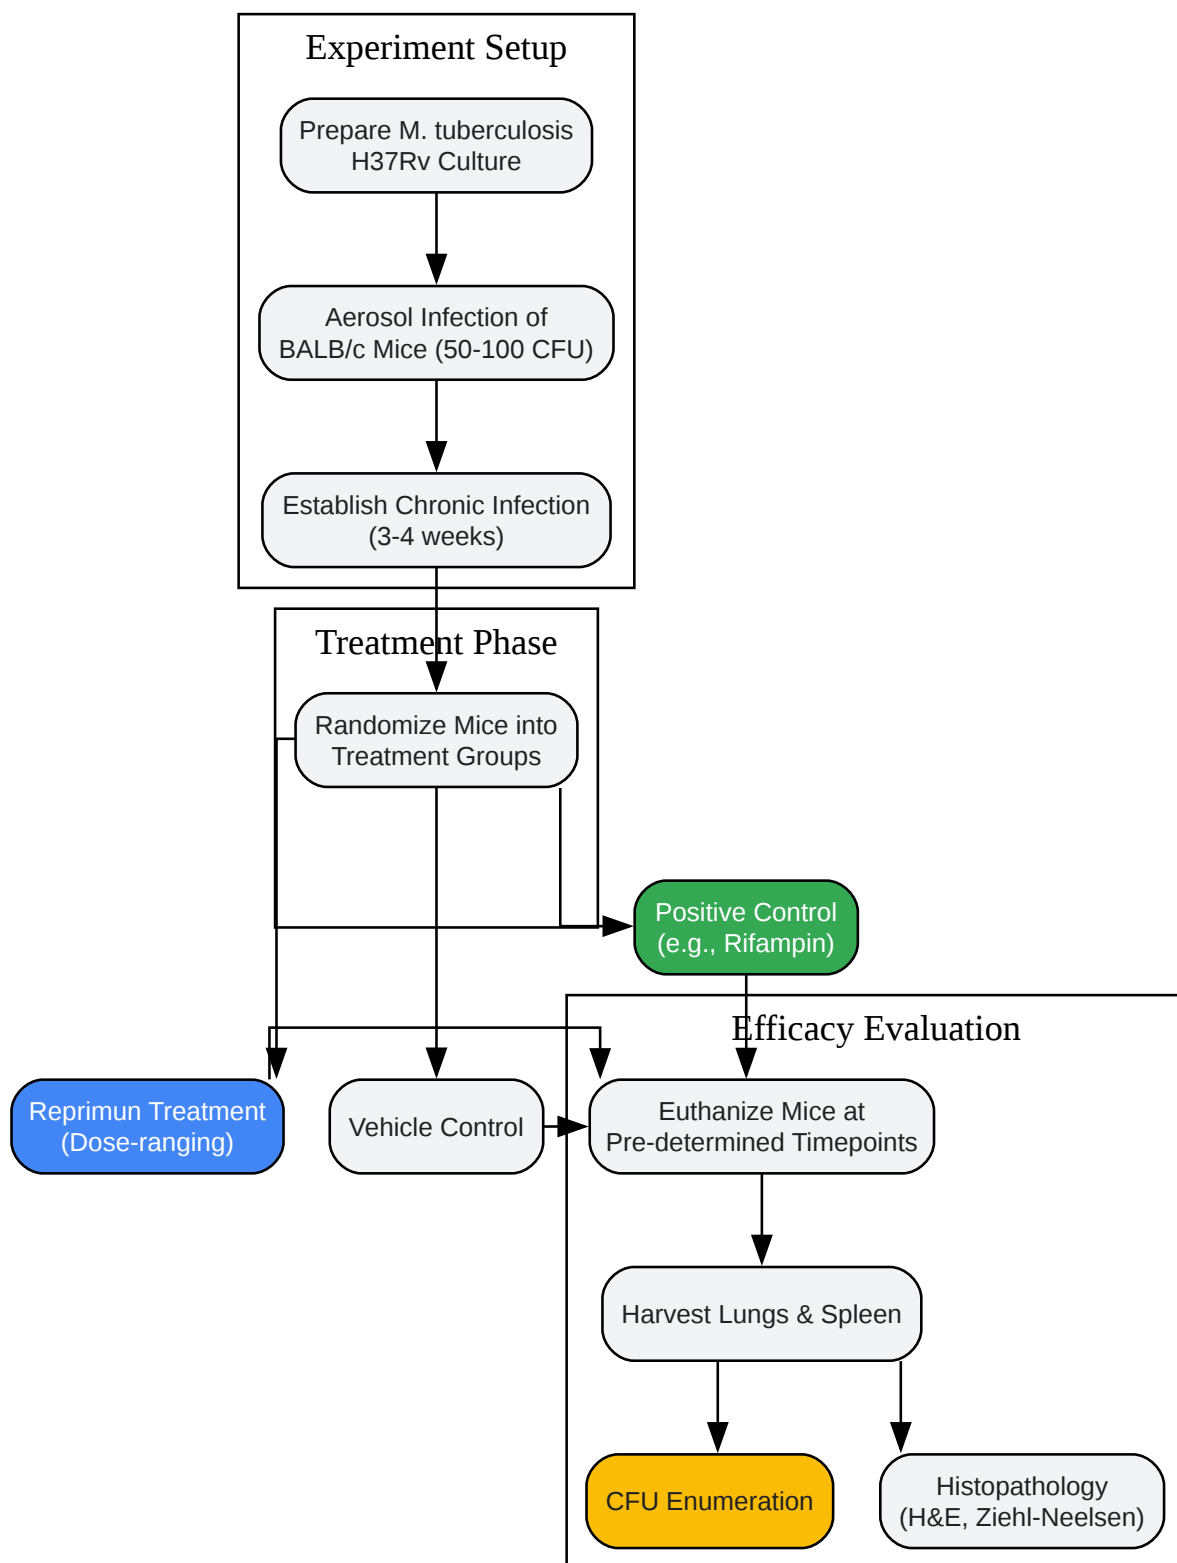 Experiment Setup
Prepare M. tuberculosis
H37Rv Culture
Aerosol Infection of
BALB/c Mice (50-100 CFU)
Establish Chronic Infection
(3-4 weeks)
Treatment Phase
Randomize Mice into
Treatment Groups
Positive Control
(e.g., Rifampin)
Efficacy Evaluation
Reprimun Treatment
(Dose-ranging)
Vehicle Control
Euthanize Mice at
Pre-determined Timepoints
Harvest Lungs & Spleen
CFU Enumeration
Histopathology
(H&E, Ziehl-Neelsen)